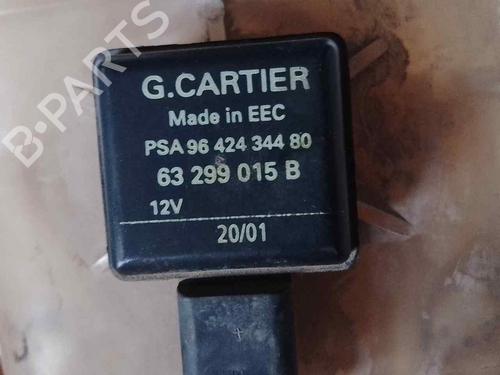 B-PARTS
G.CARTIER
Made in EEC
PSA 96 424 344 80
63 299 015 B
12V
20/01